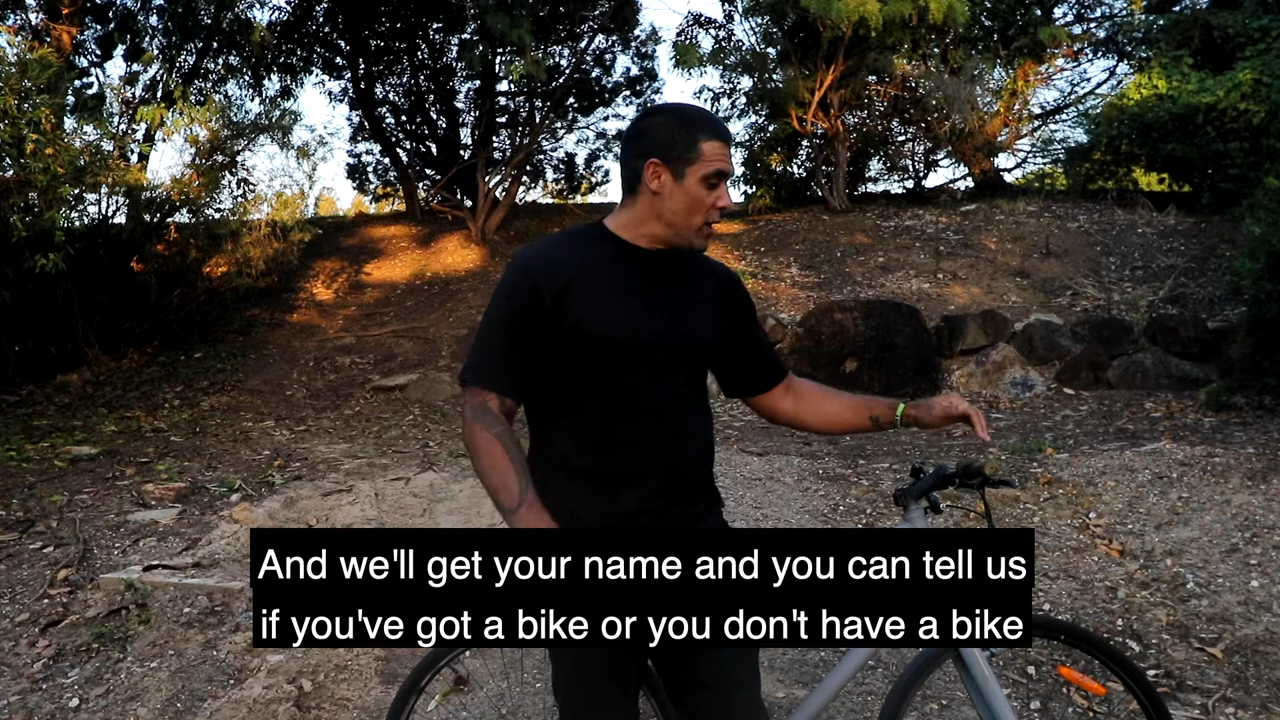 And we'll get your name and you can tell us
if you've got a bike or you don't have a bike